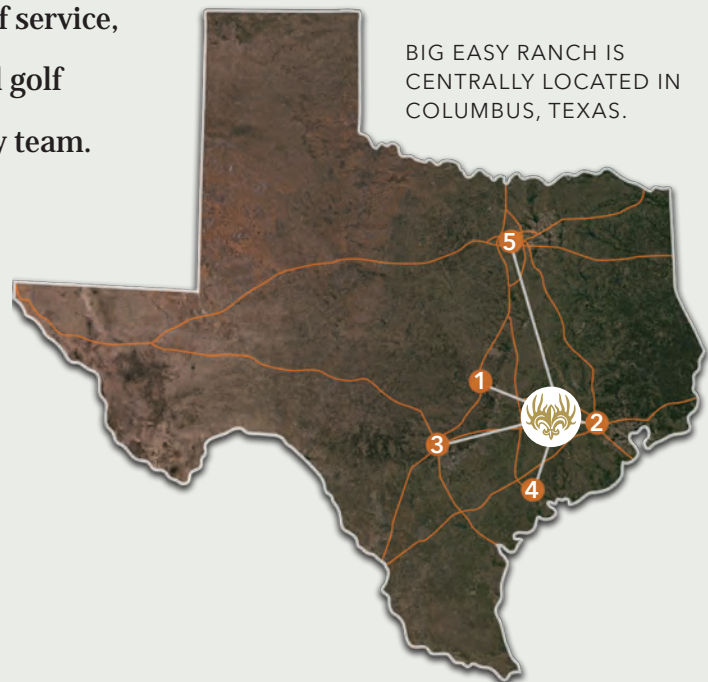 f service,
golf
y team.
BIG EASY RANCH IS
CENTRALLY LOCATED IN
COLUMBUS, TEXAS.
5
1
2
3
4